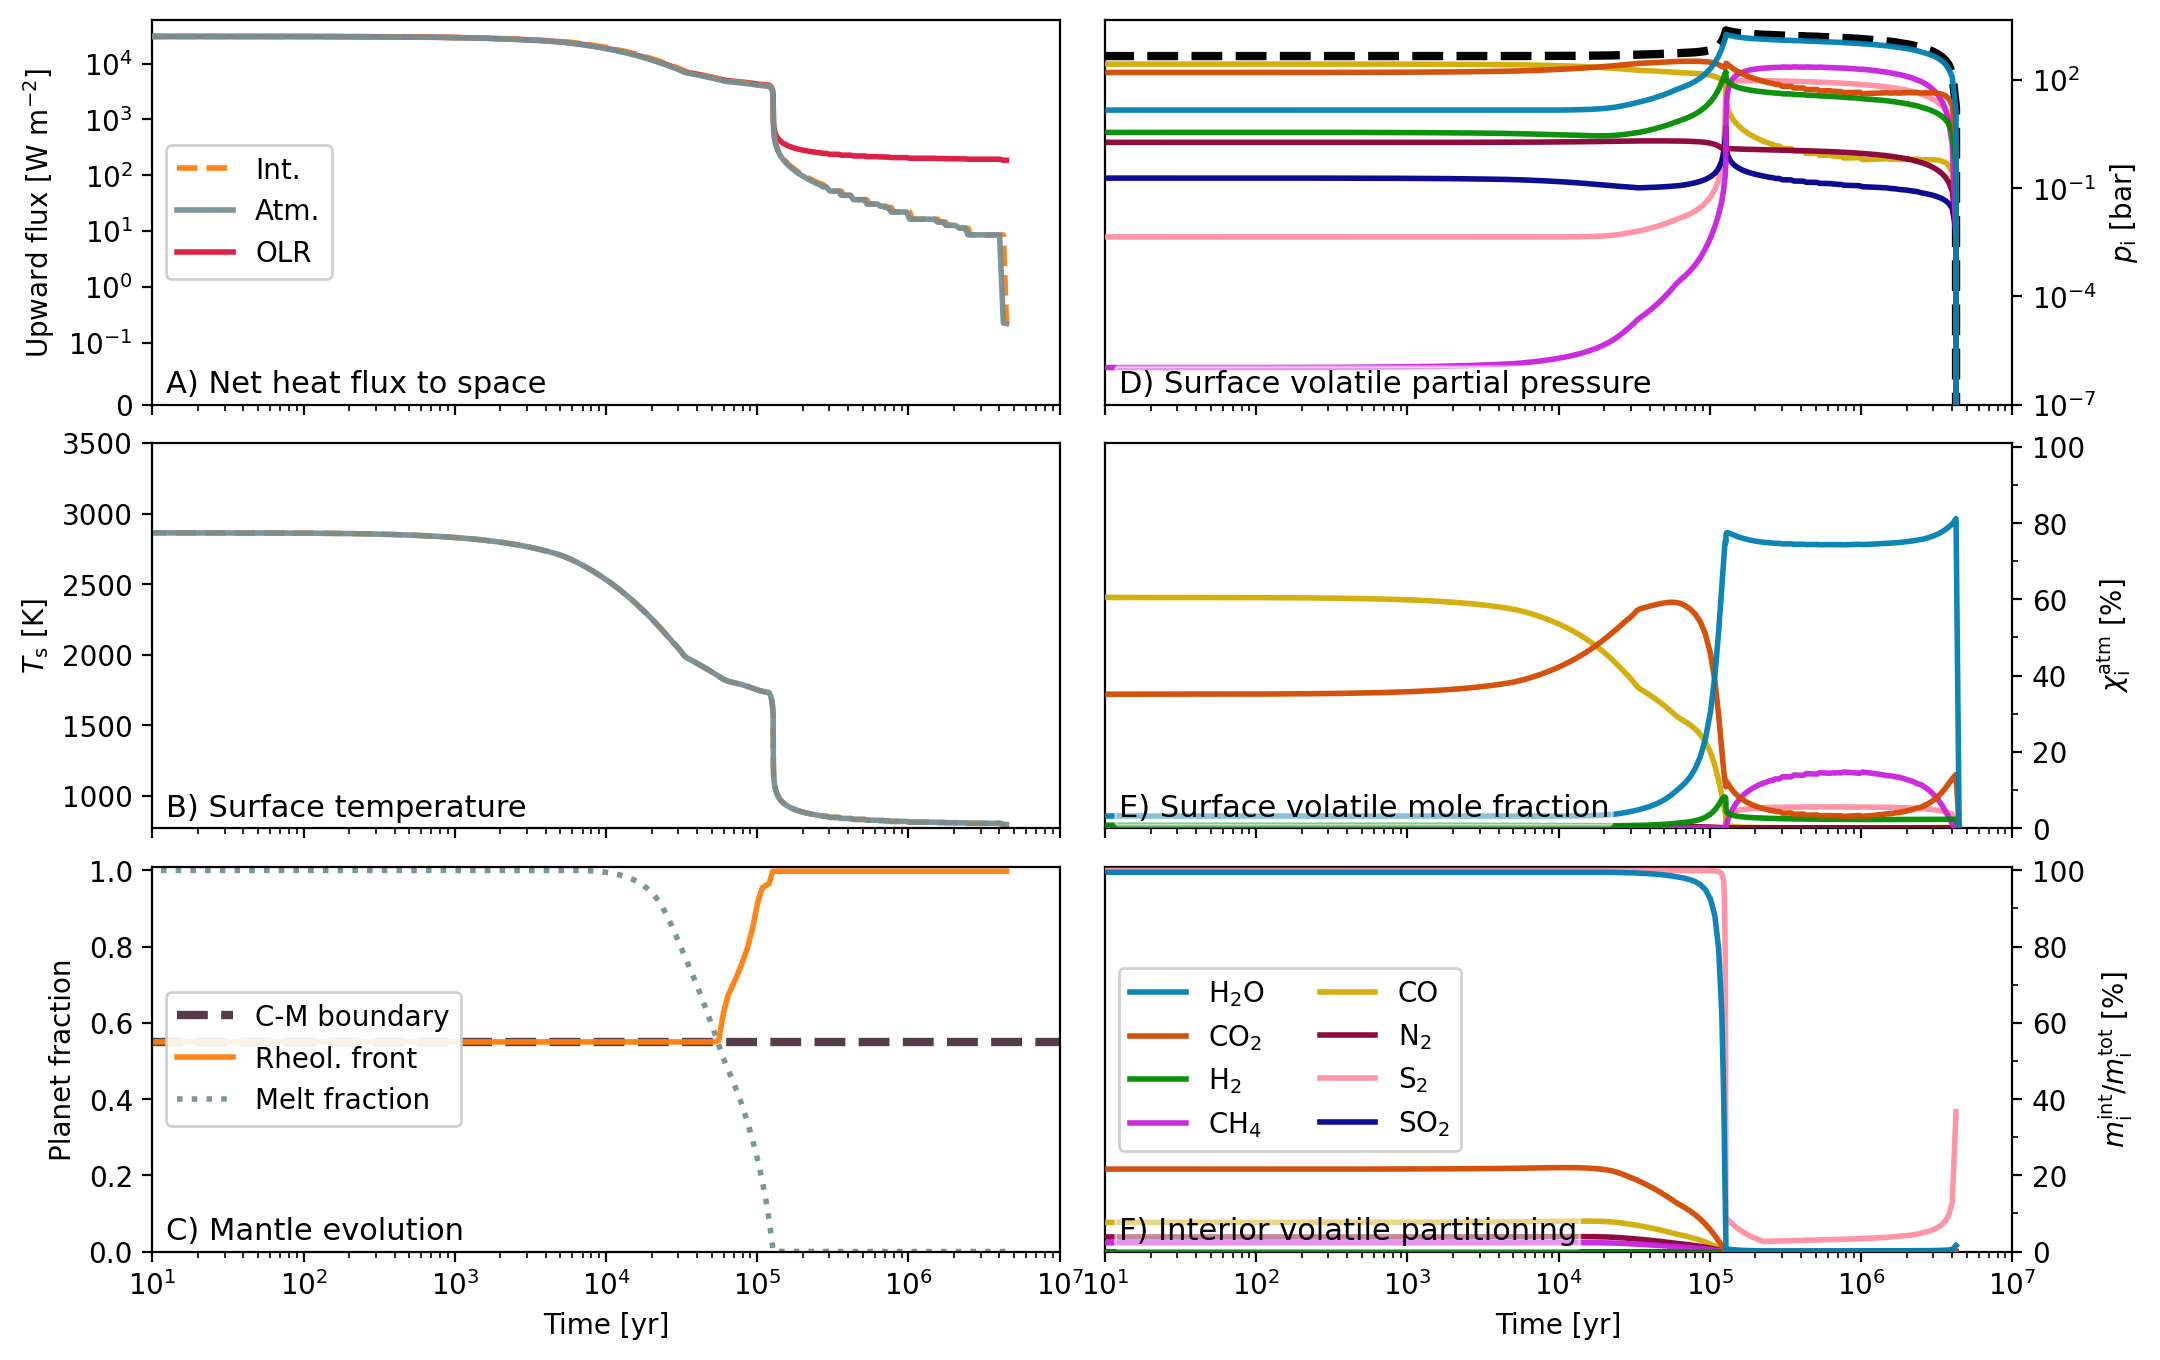 Upward flux [W m⁻²]
10⁴
10³
10²
10¹
10⁰
10⁻¹
0
Int.
Atm.
OLR
A) Net heat flux to space
10²
10⁻¹
10⁻⁴
10⁻⁷
pᵢ [bar]
D) Surface volatile partial pressure
Tₛ [K]
3500
3000
2500
2000
1500
1000
B) Surface temperature
100
80
60
40
20
0
χᵢᵃᵗᵐ [%]
E) Surface volatile mole fraction
Planet fraction
1.0
0.8
0.6
0.4
0.2
0.0
C-M boundary
Rheol. front
Melt fraction
C) Mantle evolution
10¹
10²
10³
10⁴
10⁵
10⁶
10⁷
Time [yr]
100
80
60
40
20
0
mᵢⁱⁿᵗ/mᵢᵗᵒᵗ [%]
H₂O
CO₂
H₂
CH₄
CO
N₂
S₂
SO₂
F) Interior volatile partitioning
10¹
10²
10³
10⁴
10⁵
10⁶
10⁷
Time [yr]